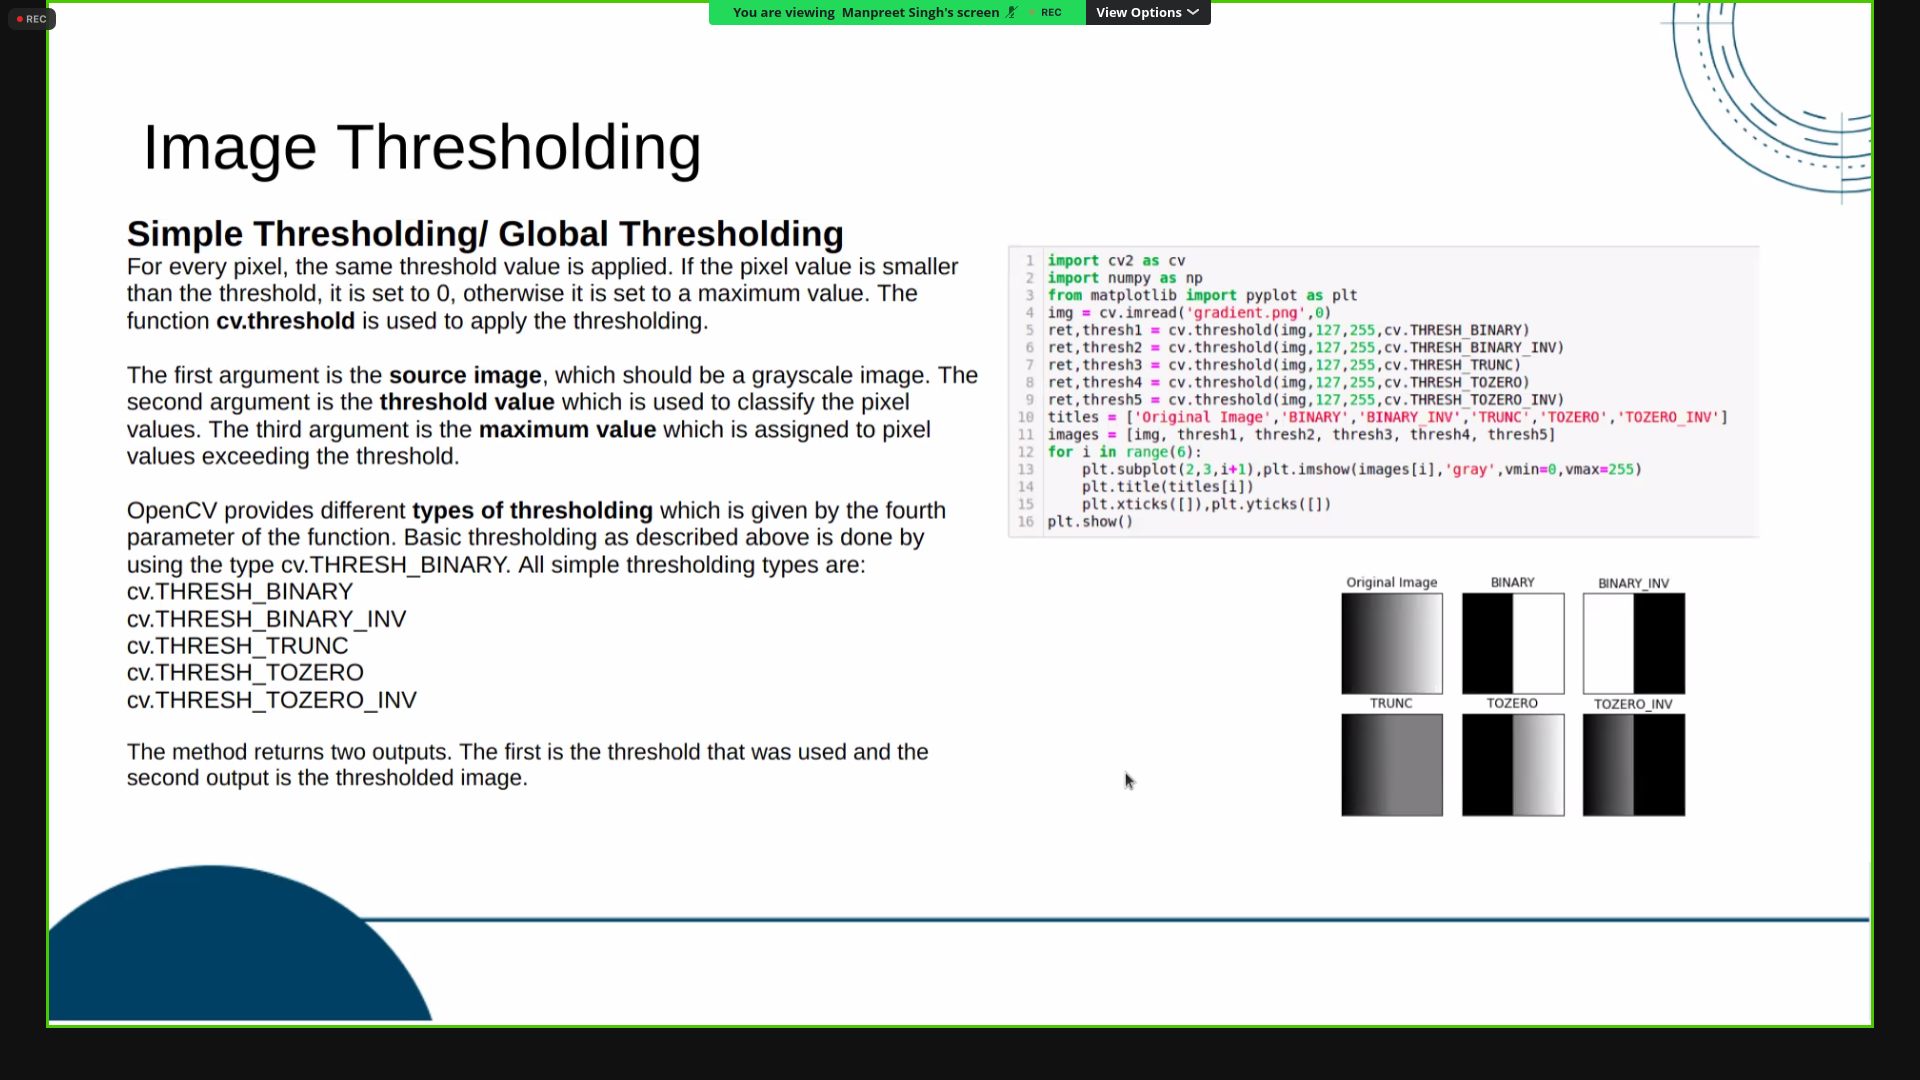 REC
You are viewing Manpreet Singh's screen REC View Options
Image Thresholding
Simple Thresholding/ Global Thresholding
For every pixel, the same threshold value is applied. If the pixel value is smaller
than the threshold, it is set to 0, otherwise it is set to a maximum value. The
function cv.threshold is used to apply the thresholding.
The first argument is the source image, which should be a grayscale image. The
second argument is the threshold value which is used to classify the pixel
values. The third argument is the maximum value which is assigned to pixel
values exceeding the threshold.
OpenCV provides different types of thresholding which is given by the fourth
parameter of the function. Basic thresholding as described above is done by
using the type cv.THRESH_BINARY. All simple thresholding types are:
cv.THRESH_BINARY
cv.THRESH_BINARY_INV
cv.THRESH_TRUNC
cv.THRESH_TOZERO
cv.THRESH_TOZERO_INV
The method returns two outputs. The first is the threshold that was used and the
second output is the thresholded image.
1 import cv2 as cv
2 import numpy as np
3 from matplotlib import pyplot as plt
4 img = cv.imread('gradient.png',0)
5 ret,thresh1 = cv.threshold(img,127,255,cv.THRESH_BINARY)
6 ret,thresh2 = cv.threshold(img,127,255,cv.THRESH_BINARY_INV)
7 ret,thresh3 = cv.threshold(img,127,255,cv.THRESH_TRUNC)
8 ret,thresh4 = cv.threshold(img,127,255,cv.THRESH_TOZERO)
9 ret,thresh5 = cv.threshold(img,127,255,cv.THRESH_TOZERO_INV)
10 titles = ['Original Image','BINARY','BINARY_INV','TRUNC','TOZERO','TOZERO_INV']
11 images = [img, thresh1, thresh2, thresh3, thresh4, thresh5]
12 for i in range(6):
13     plt.subplot(2,3,i+1),plt.imshow(images[i],'gray',vmin=0,vmax=255)
14     plt.title(titles[i])
15     plt.xticks([]),plt.yticks([])
16 plt.show()
Original Image BINARY BINARY_INV
TRUNC TOZERO TOZERO_INV